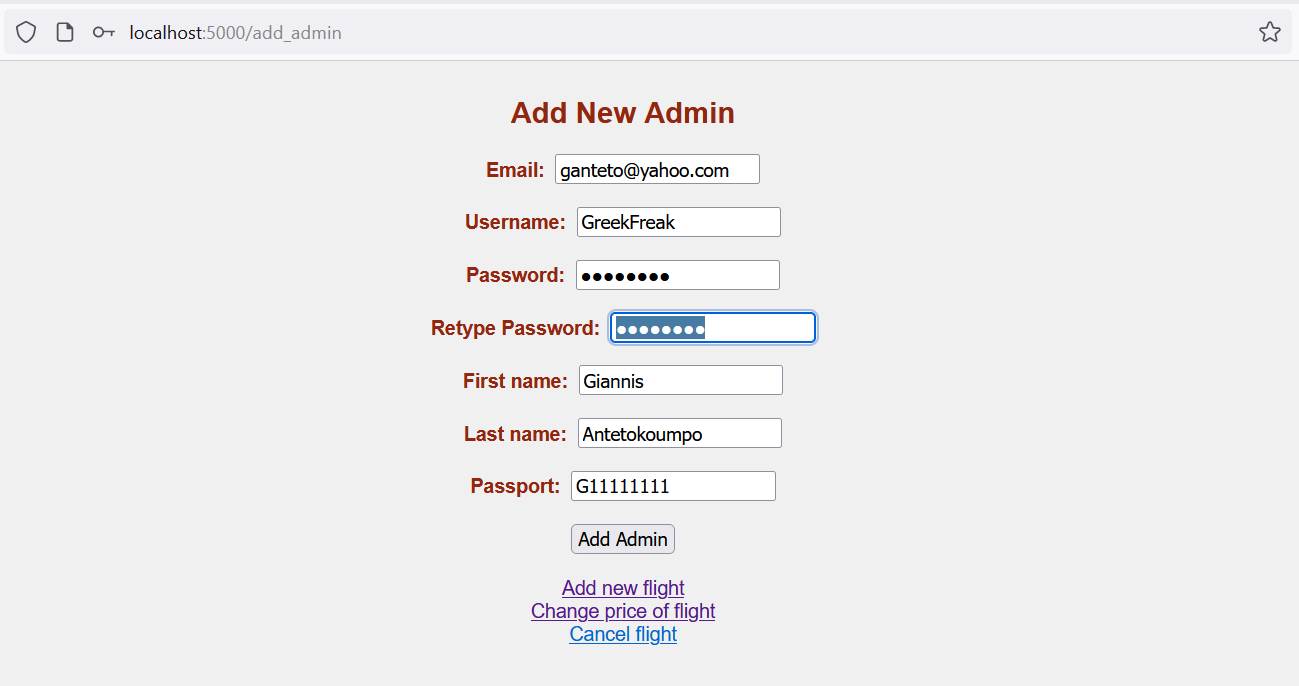 localhost:5000/add_admin
Add New Admin
Email: ganteto@yahoo.com
Username: GreekFreak
Password: ●●●●●●●●
Retype Password: ●●●●●●●●
First name: Giannis
Last name: Antetokoumpo
Passport: G11111111
Add Admin
Add new flight
Change price of flight
Cancel flight